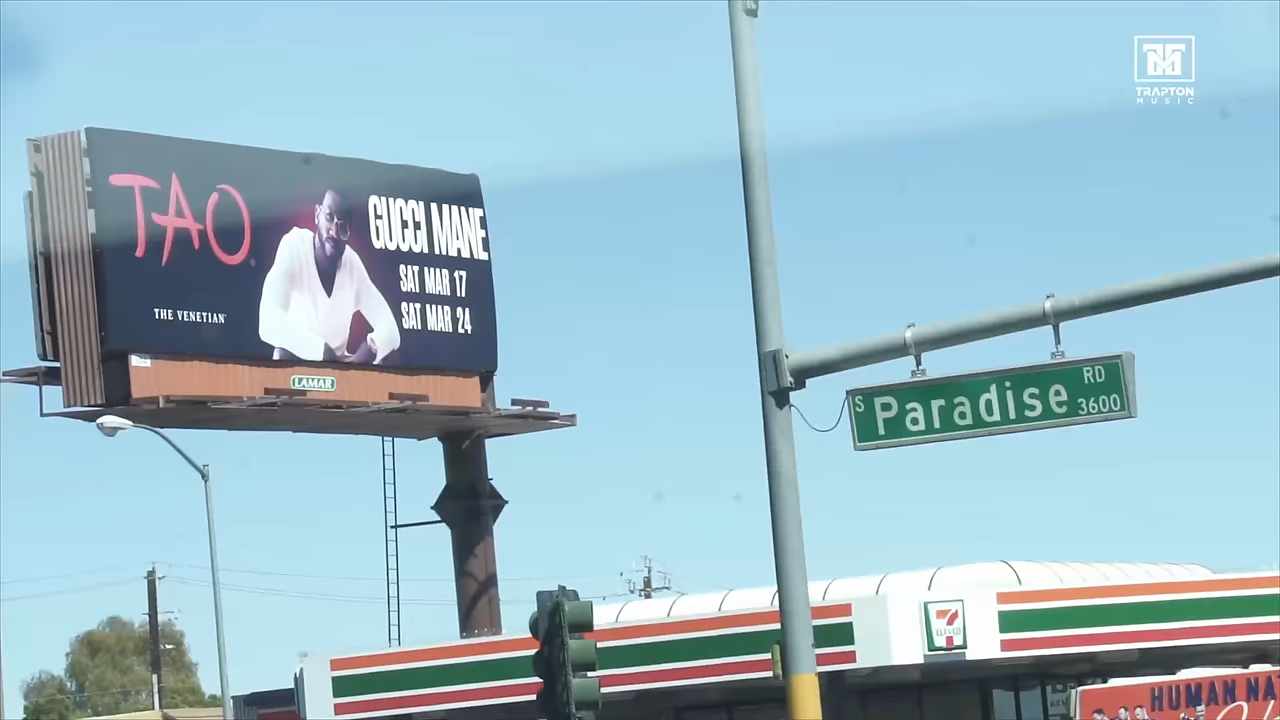 TAO
THE VENETIAN
GUCCI MANE
SAT MAR 17
SAT MAR 24
LAMAR
TRAPTON
MUSIC
S Paradise RD
3600
HUMAN NA